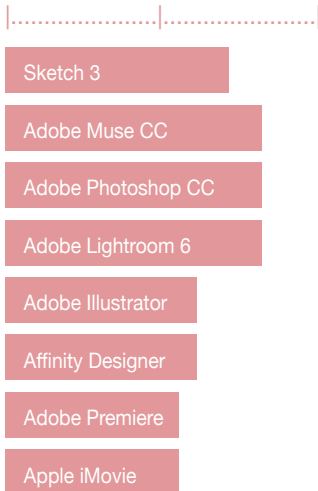 Sketch 3
Adobe Muse CC
Adobe Photoshop CC
Adobe Lightroom 6
Adobe Illustrator
Affinity Designer
Adobe Premiere
Apple iMovie